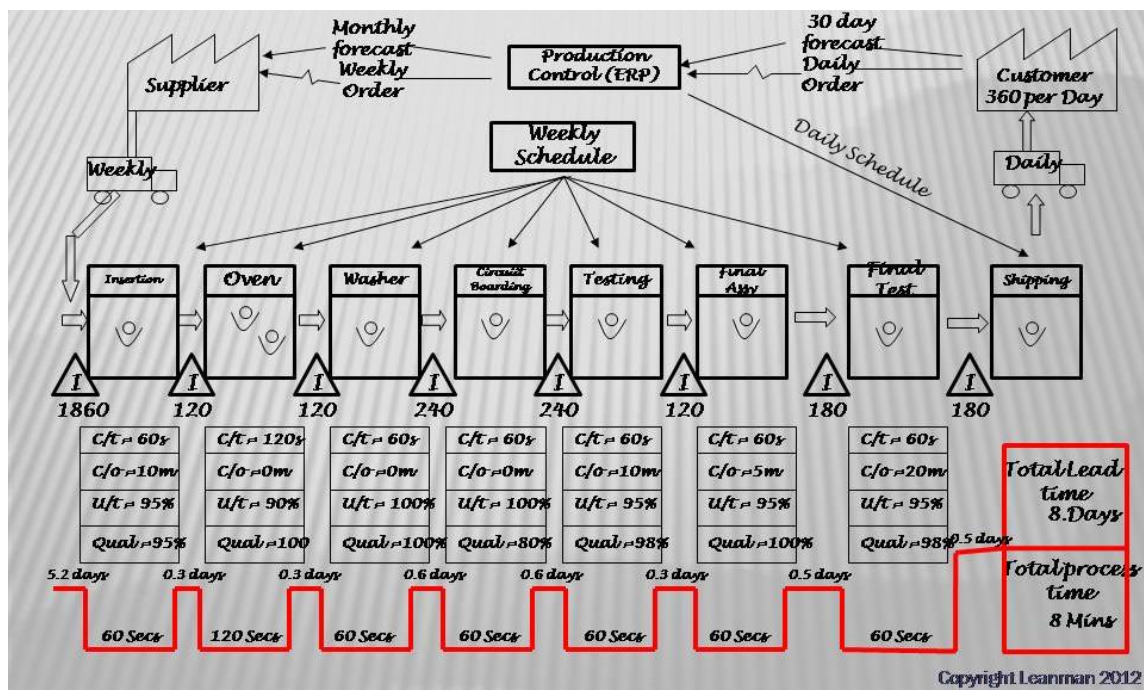 Monthly
forecast
Weekly
Order
30 day
forecast
Daily
Order
Production
Control (ERP)
Supplier
Customer
360 per Day
Weekly
Schedule
Daily Schedule
Weekly
Daily
Insertion
Oven
Washer
Circuit
Boarding
Testing
Final
Assy
Final
Test
Shipping
I I I I I I I I
1860 120 120 240 240 120 180 180
C/t = 60s C/t = 120s C/t = 60s C/t = 60s C/t = 60s C/t = 60s C/t = 60s
C/o = 10m C/o = 0m C/o = 0m C/o = 0m C/o = 10m C/o = 5m C/o = 20m
U/t = 95% U/t = 90% U/t = 100% U/t = 100% U/t = 95% U/t = 95% U/t = 95%
Qual = 95% Qual = 100 Qual = 100% Qual = 80% Qual = 98% Qual = 100% Qual = 98%
5.2 days 0.3 days 0.3 days 0.6 days 0.6 days 0.3 days 0.5 days 0.5 days
60 Secs 120 Secs 60 Secs 60 Secs 60 Secs 60 Secs 60 Secs
Total Lead
time
8.Days
Total process
time
8 Mins
Copyright Leanman 2012